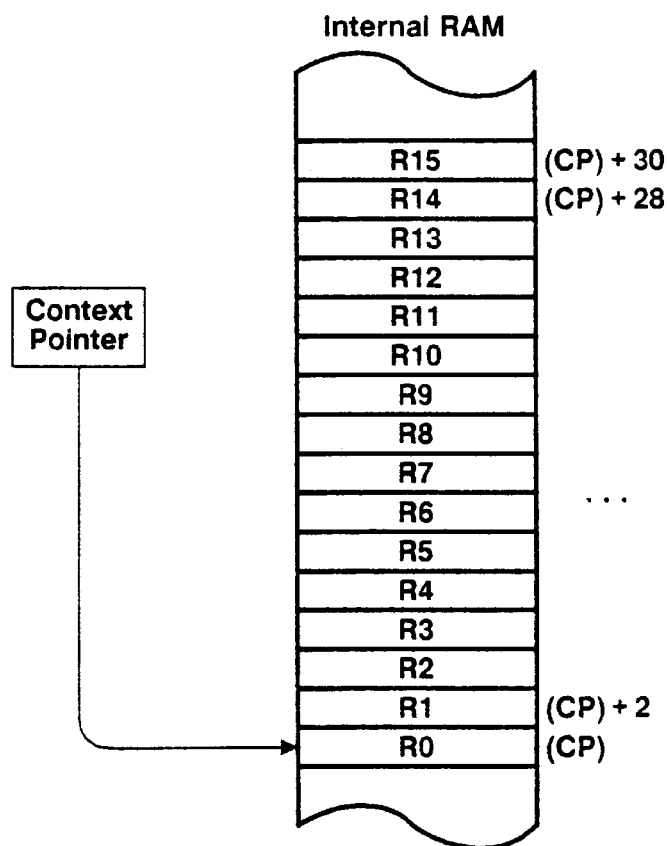 Internal RAM
R15 (CP) + 30
R14 (CP) + 28
R13
R12
Context
Pointer
R11
R10
R9
R8
R7
R6
. . .
R5
R4
R3
R2
R1 (CP) + 2
R0 (CP)